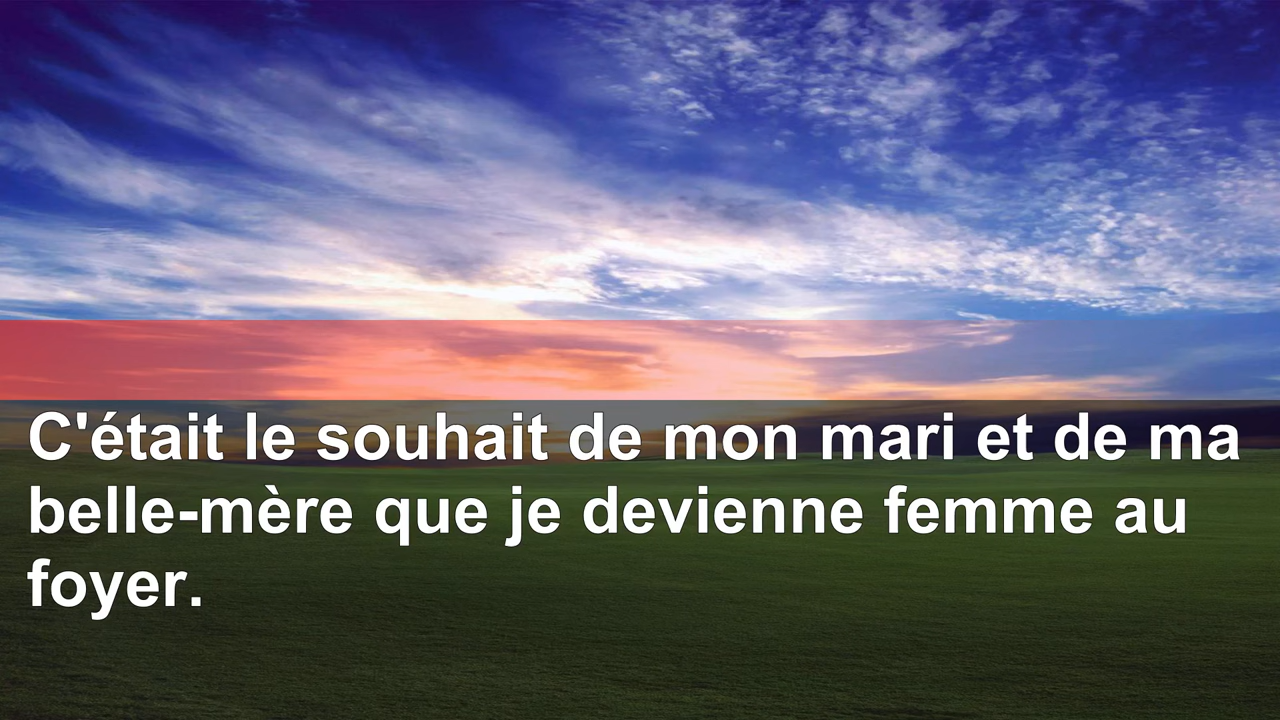 C'était le souhait de mon mari et de ma
belle-mère que je devienne femme au
foyer.